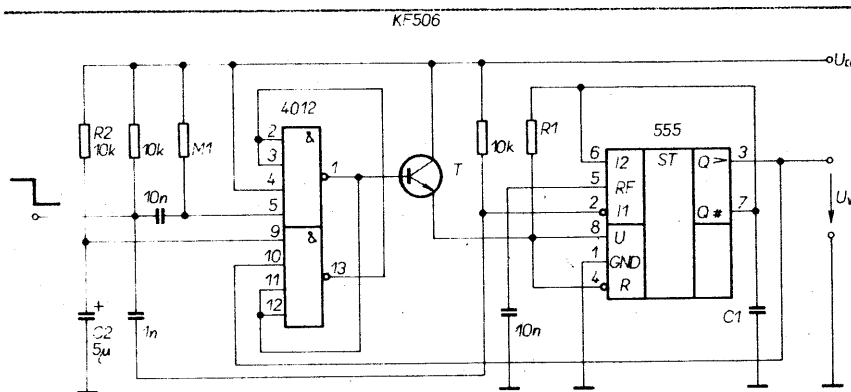 KF506
4012
R2
10k
10k
M1
10n
2
3
4
5
9
10
11
12
&
&
1
13
T
10k
R1
555
6
5
2
8
1
4
I2
RF
I1
U
GND
R
ST
Q >
Q #
3
7
+
C2
5µ
1n
10n
C1